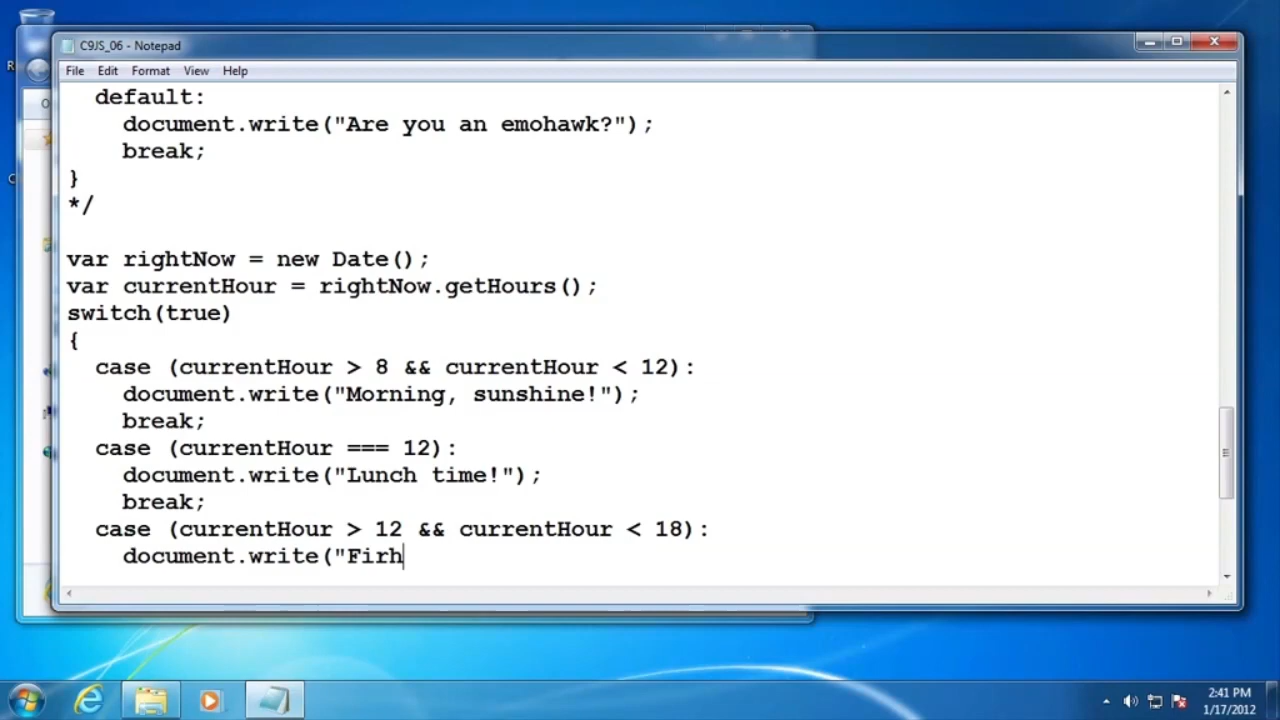 C9JS_06 - Notepad
File Edit Format View Help
default:
document.write("Are you an emohawk?");
break;
}
*/
var rightNow = new Date();
var currentHour = rightNow.getHours();
switch(true)
{
case (currentHour > 8 && currentHour < 12):
document.write("Morning, sunshine!");
break;
case (currentHour === 12):
document.write("Lunch time!");
break;
case (currentHour > 12 && currentHour < 18):
document.write("Firh
2:41 PM
1/17/2012